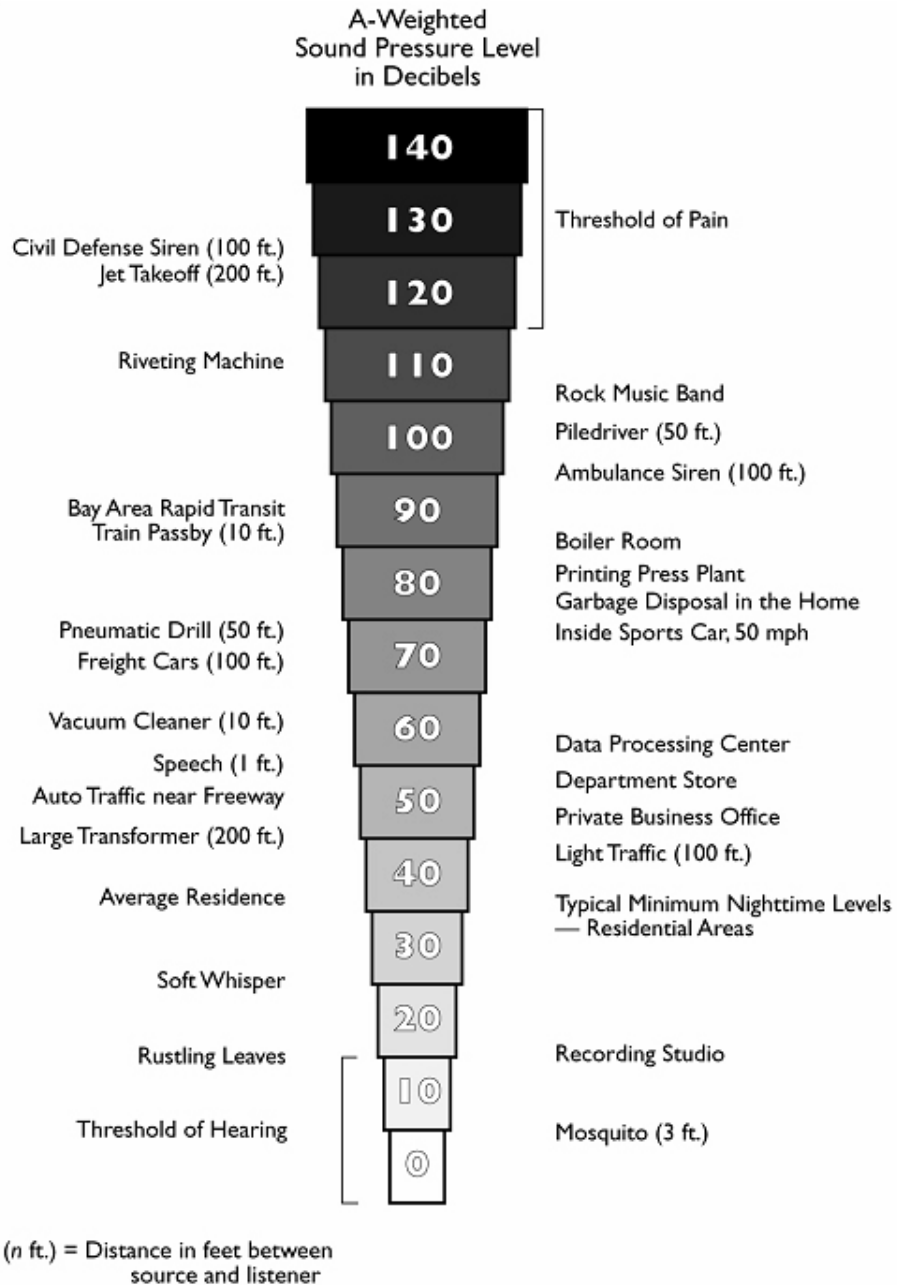 A-Weighted
Sound Pressure Level
in Decibels
140
130
Threshold of Pain
Civil Defense Siren (100 ft.)
Jet Takeoff (200 ft.)
120
Riveting Machine
110
Rock Music Band
100
Piledriver (50 ft.)
Ambulance Siren (100 ft.)
Bay Area Rapid Transit
Train Passby (10 ft.)
90
Boiler Room
80
Printing Press Plant
Garbage Disposal in the Home
Pneumatic Drill (50 ft.)
Inside Sports Car, 50 mph
Freight Cars (100 ft.)
70
Vacuum Cleaner (10 ft.)
60
Data Processing Center
Speech (1 ft.)
Department Store
Auto Traffic near Freeway
50
Private Business Office
Large Transformer (200 ft.)
Light Traffic (100 ft.)
40
Average Residence
Typical Minimum Nighttime Levels
— Residential Areas
30
Soft Whisper
20
Rustling Leaves
Recording Studio
10
Threshold of Hearing
Mosquito (3 ft.)
0
(n ft.) = Distance in feet between
source and listener